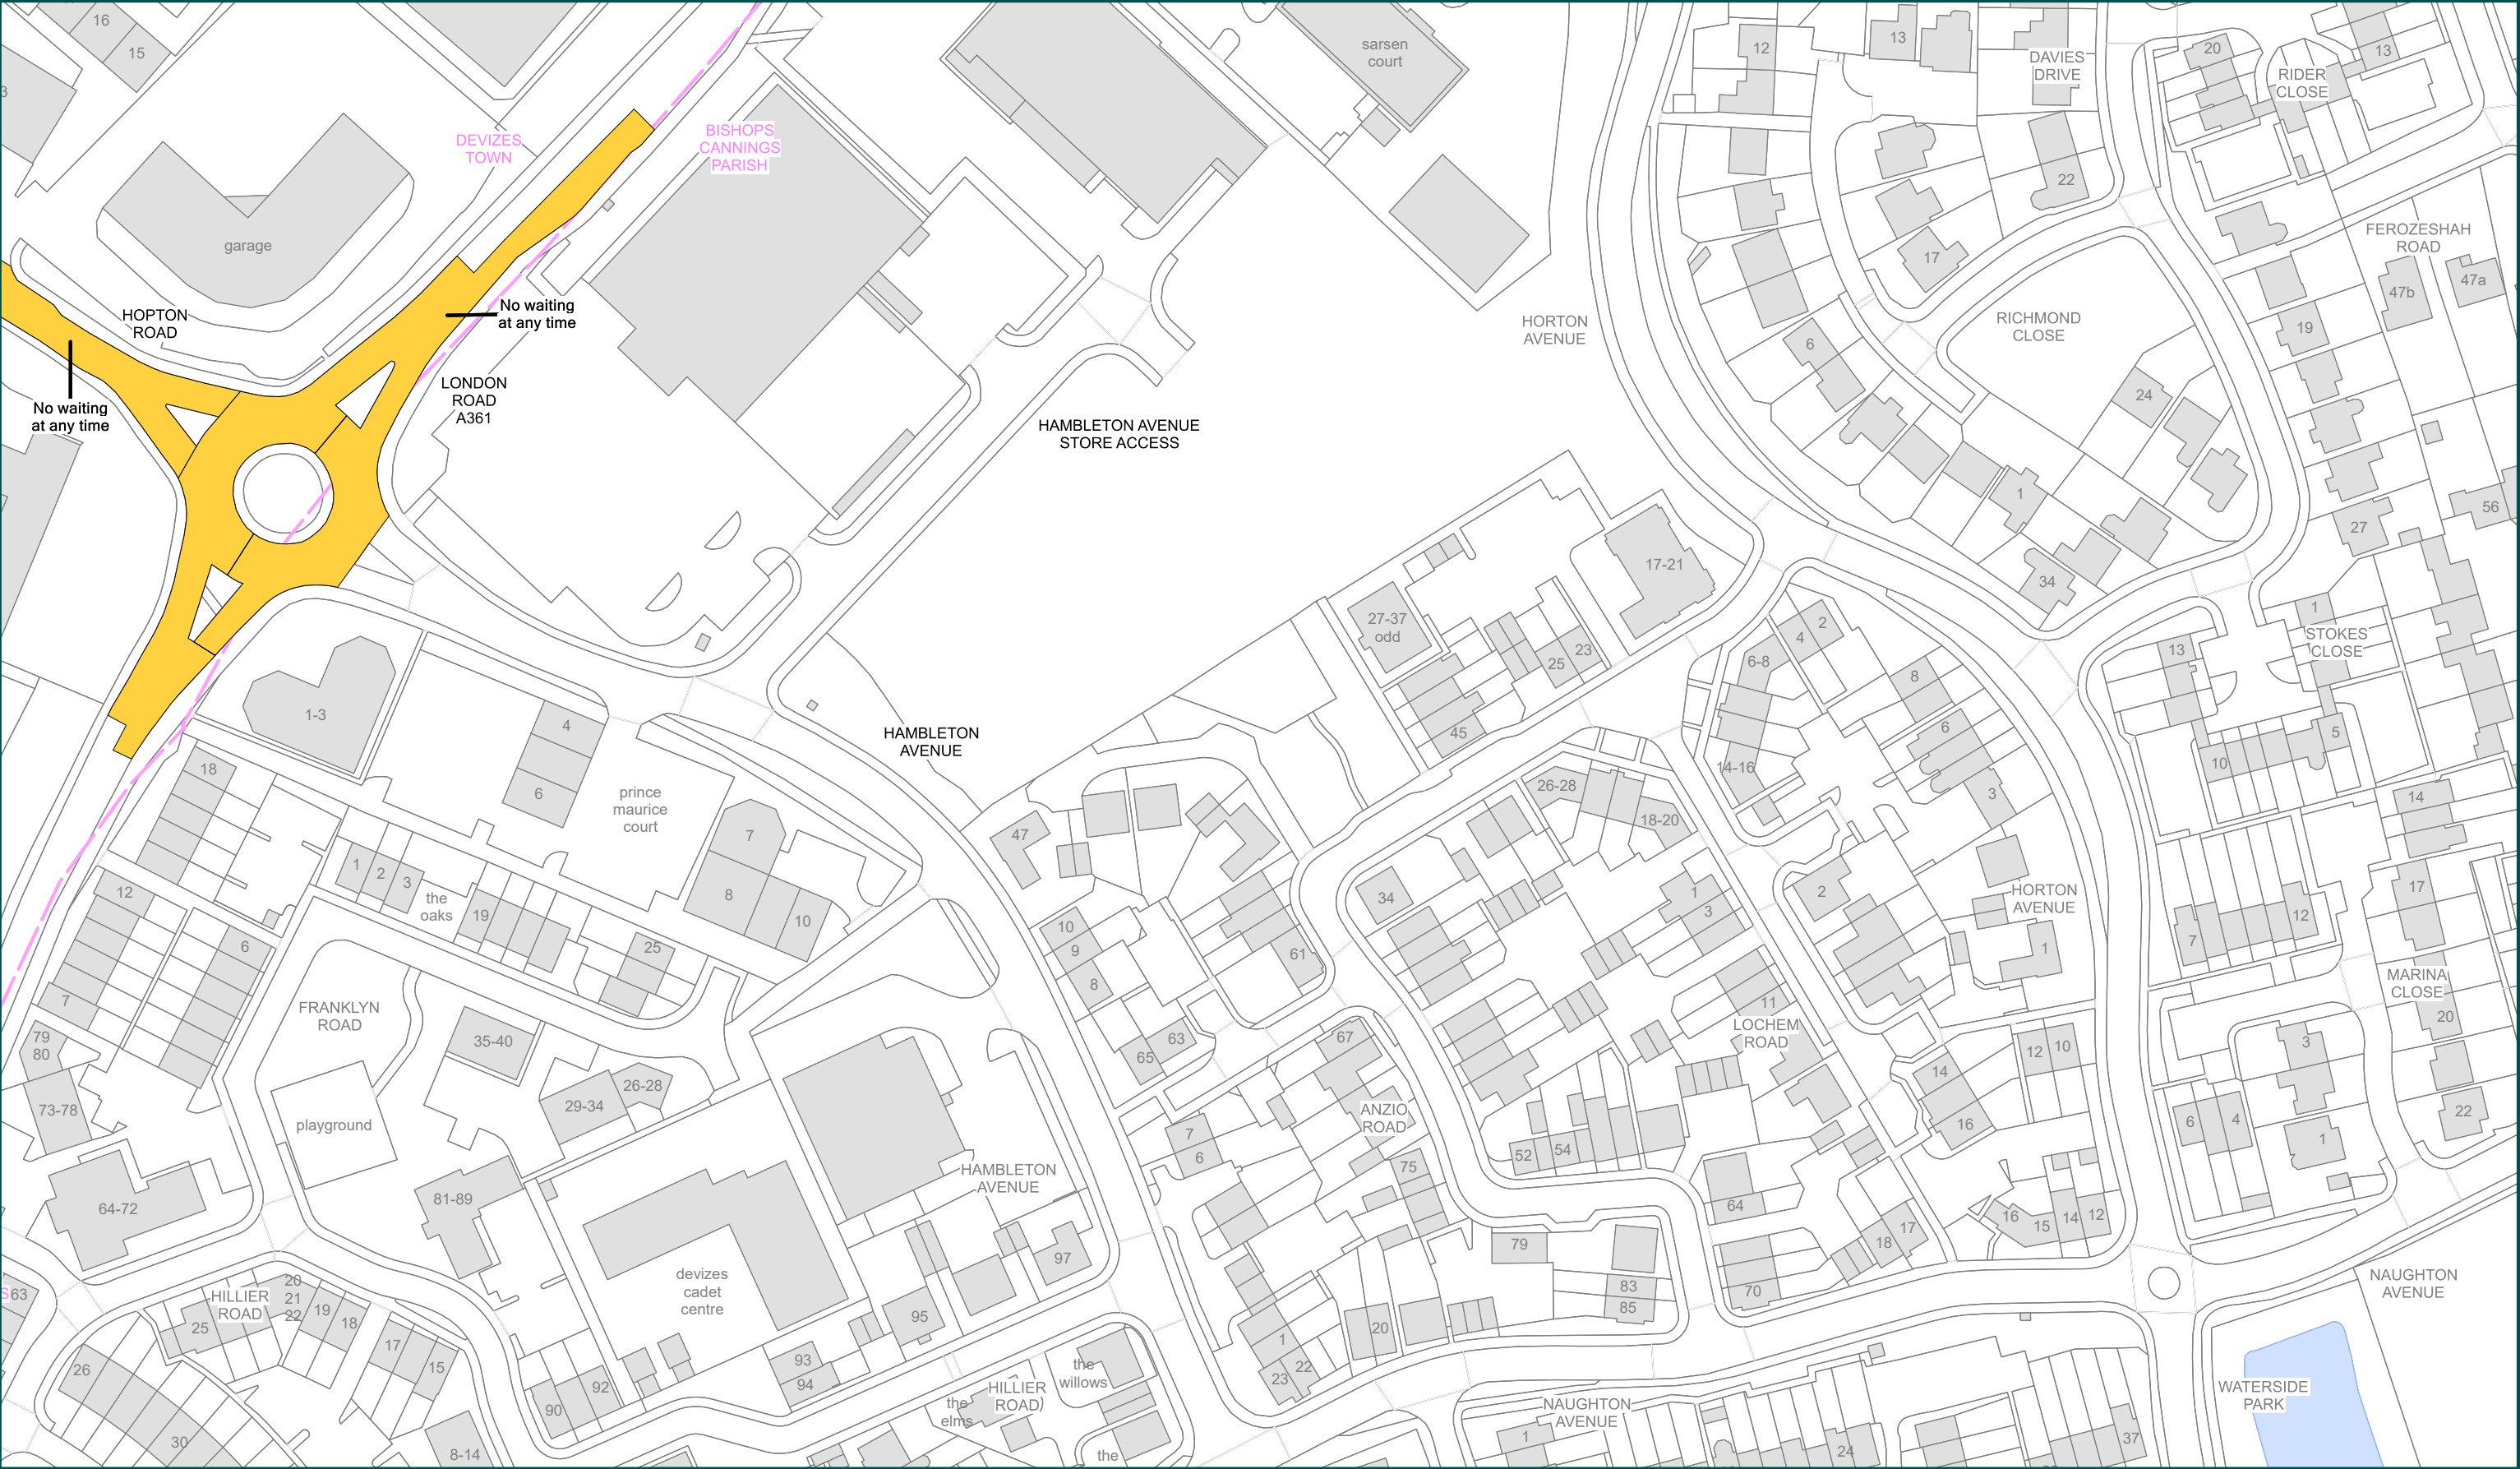 16
15
3
garage
DEVIZES
TOWN
BISHOPS
CANNINGS
PARISH
sarsen
court
12
13
DAVIES
DRIVE
22
17
20
RIDER
CLOSE
13
FEROZESHAH
ROAD
47b
47a
19
27
56
HOPTON
ROAD
No waiting
at any time
No waiting
at any time
LONDON
ROAD
A361
HAMBLETON AVENUE
STORE ACCESS
HORTON
AVENUE
RICHMOND
CLOSE
6
24
1
34
17-21
27-37
odd
25
23
45
2
4
6-8
14-16
8
6
3
1
STOKES
CLOSE
13
10
5
14
17
12
7
MARINA
CLOSE
20
22
1-3
4
6
prince
maurice
court
7
8
10
HAMBLETON
AVENUE
18
12
6
7
1
2
3
the
oaks
19
25
FRANKLYN
ROAD
35-40
29-34
26-28
playground
79
80
73-78
64-72
81-89
47
10
9
8
65
63
61
34
26-28
18-20
1
3
11
LOCHEM
ROAD
2
HORTON
AVENUE
1
14
16
12
10
67
ANZIO
ROAD
7
6
75
52
54
64
70
79
83
85
20
1
22
23
18
17
16
15
14
12
6
4
3
1
HAMBLETON
AVENUE
devizes
cadet
centre
97
95
93
94
92
90
HILLIER
ROAD
20
21
22
25
19
18
17
15
26
30
8-14
S
63
the
willows
HILLIER
ROAD)
the
elms
the
NAUGHTON
AVENUE
1
24
37
NAUGHTON
AVENUE
WATERSIDE
PARK